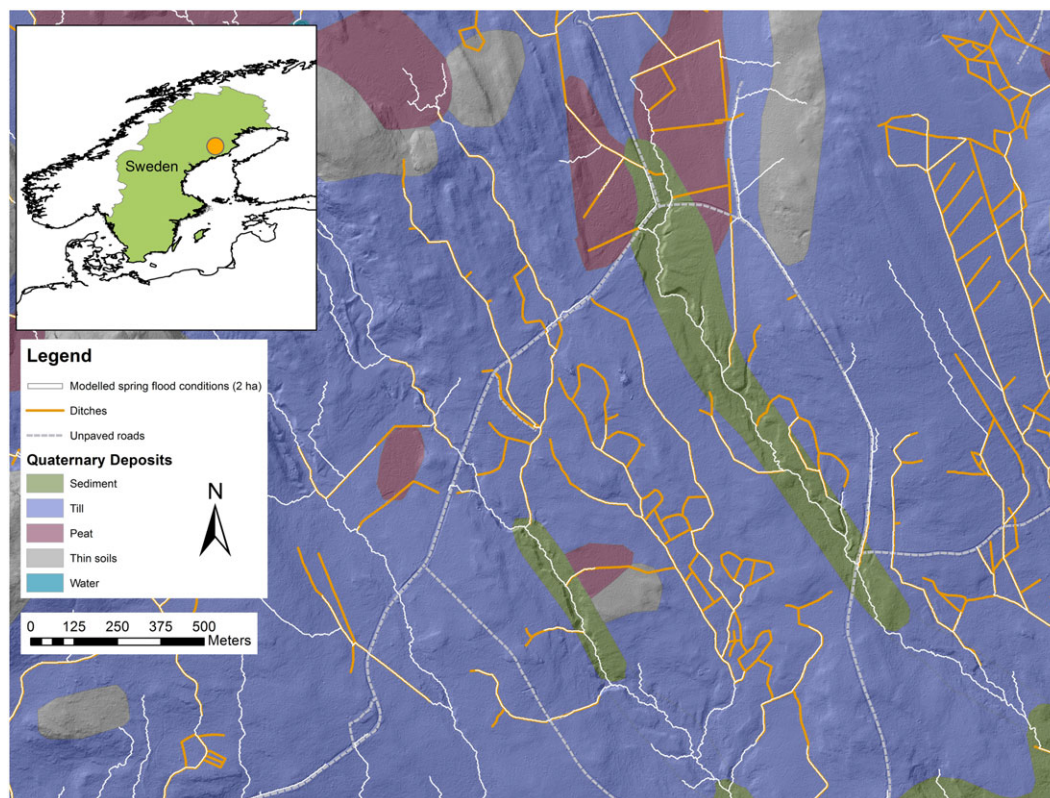 Sweden
Legend
Modelled spring flood conditions (2 ha)
Ditches
Unpaved roads
Quaternary Deposits
Sediment
Till
Peat
Thin soils
Water
N
0 125 250 375 500
Meters